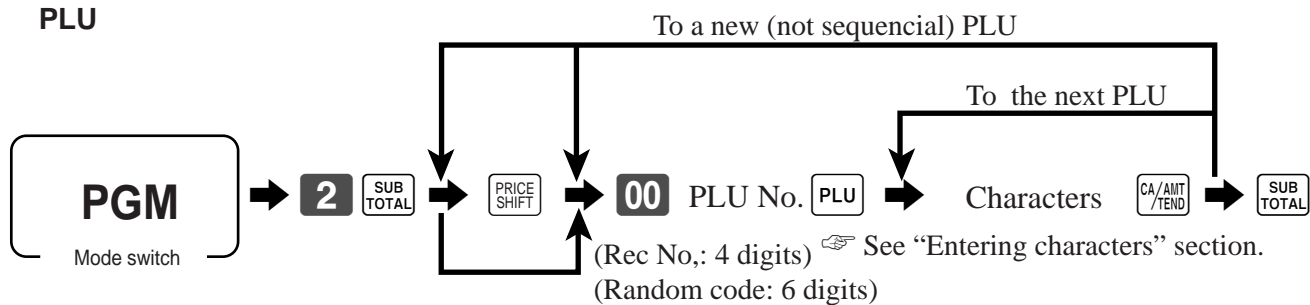 PLU
To a new (not sequencial) PLU
To the next PLU
PGM
Mode switch
2 SUB TOTAL PRICE SHIFT 00 PLU No. PLU Characters CA/AMT/TEND SUB TOTAL
(Rec No,: 4 digits) ☞ See “Entering characters” section.
(Random code: 6 digits)